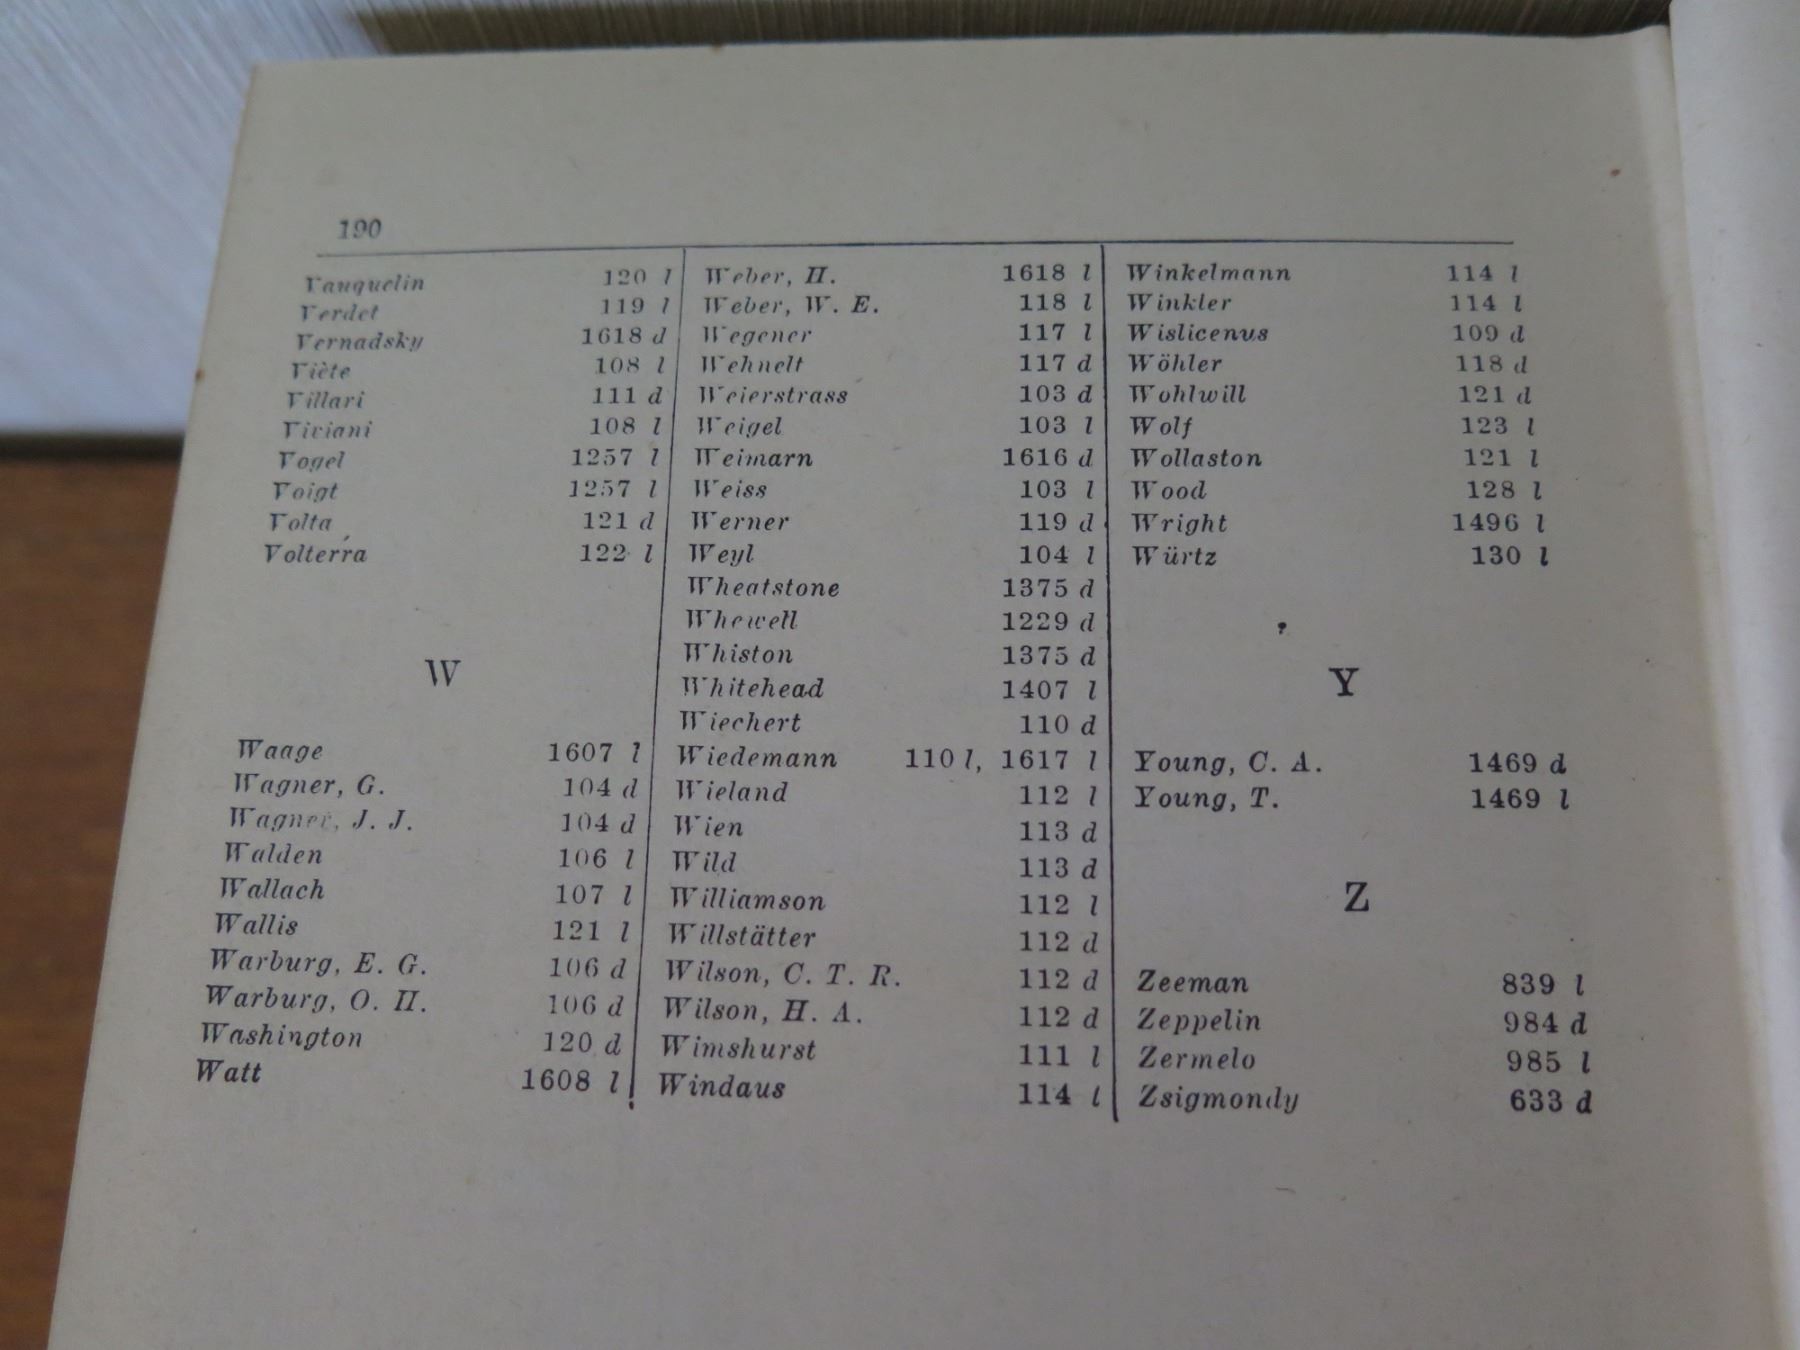 190
Vauquelin 120 l
Verdet 119 l
Vernadsky 1618 d
Viète 108 l
Villari 111 d
Viviani 108 l
Vogel 1257 l
Voigt 1257 l
Volta 121 d
Volterra 122 l
W
Waage 1607 l
Wagner, G. 104 d
Wagner, J. J. 104 d
Walden 106 l
Wallach 107 l
Wallis 121 l
Warburg, E. G. 106 d
Warburg, O. H. 106 d
Washington 120 d
Watt 1608 l
Weber, H. 1618 l
Weber, W. E. 118 l
Wegener 117 l
Wehnelt 117 d
Weierstrass 103 d
Weigel 103 l
Weimarn 1616 d
Weiss 103 l
Werner 119 d
Weyl 104 l
Wheatstone 1375 d
Whewell 1229 d
Whiston 1375 d
Whitehead 1407 l
Wiechert 110 d
Wiedemann 110 l, 1617 l
Wieland 112 l
Wien 113 d
Wild 113 d
Williamson 112 l
Willstätter 112 d
Wilson, C. T. R. 112 d
Wilson, H. A. 112 d
Wimshurst 111 l
Windaus 114 l
Winkelmann 114 l
Winkler 114 l
Wislicenus 109 d
Wöhler 118 d
Wohlwill 121 d
Wolf 123 l
Wollaston 121 l
Wood 128 l
Wright 1496 l
Würtz 130 l
Y
Young, C. A. 1469 d
Young, T. 1469 l
Z
Zeeman 839 l
Zeppelin 984 d
Zermelo 985 l
Zsigmondy 633 d